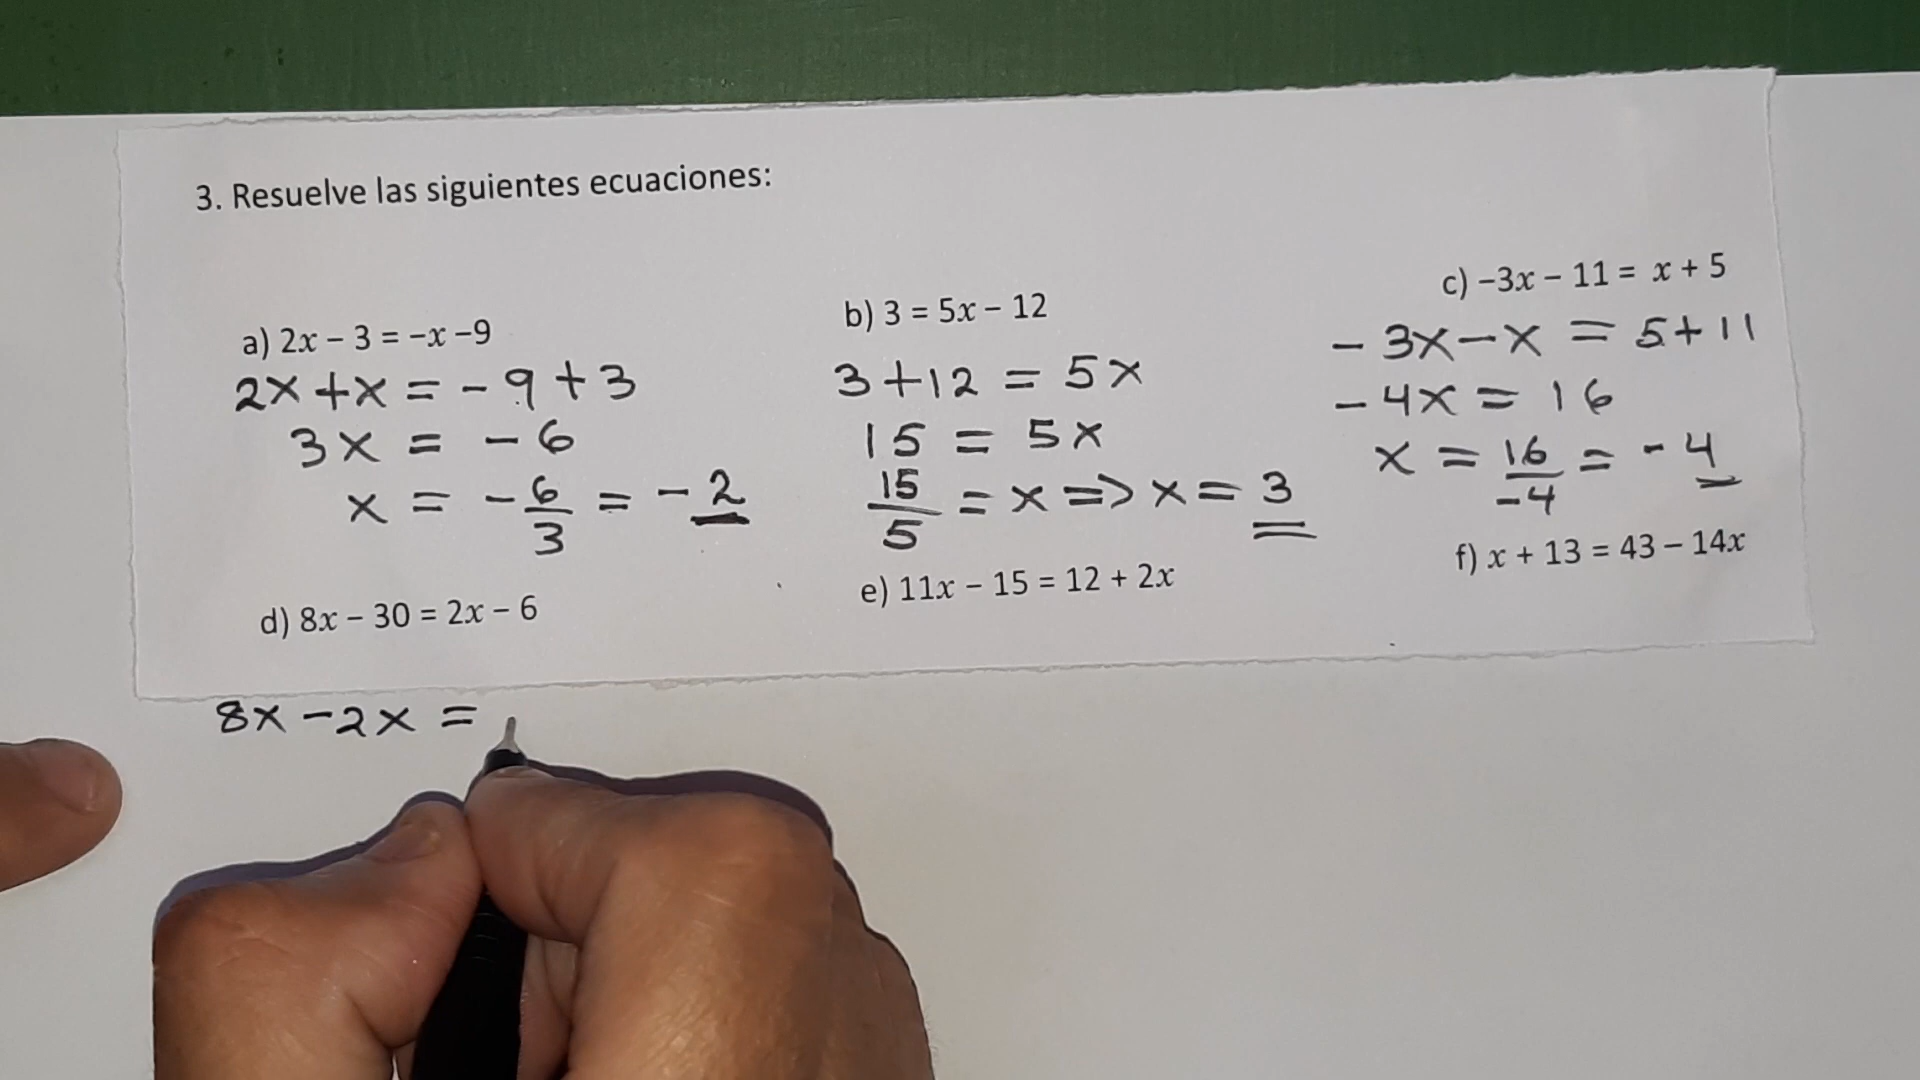 3. Resuelve las siguientes ecuaciones:
a) 2x – 3 = –x –9
2x + x = - 9 + 3
3x = - 6
x = - 6/3 = - 2
b) 3 = 5x – 12
3 + 12 = 5x
15 = 5x
15/5 = x => x = 3
c) –3x – 11 = x + 5
- 3x - x = 5 + 11
- 4x = 16
x = 16/-4 = - 4
d) 8x – 30 = 2x – 6
8x - 2x =
e) 11x – 15 = 12 + 2x
f) x + 13 = 43 – 14x